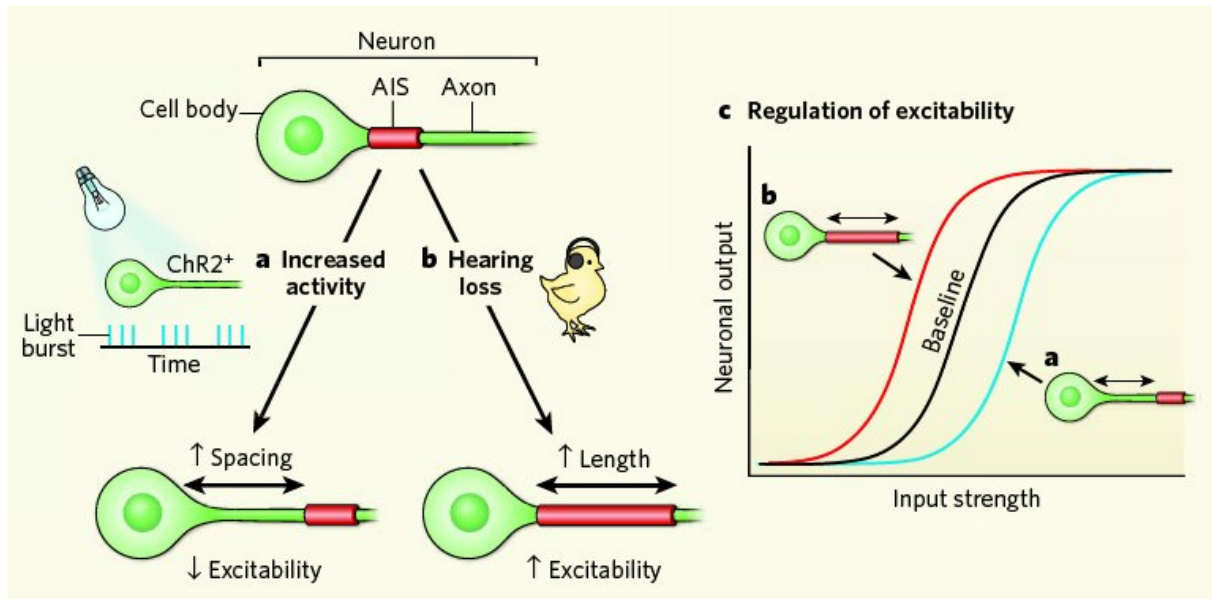 Neuron
AIS Axon
Cell body
ChR2⁺
Light
burst
Time
a Increased
activity
b Hearing
loss
↑ Spacing
↓ Excitability
↑ Length
↑ Excitability
c Regulation of excitability
b
Baseline
a
Neuronal output
Input strength